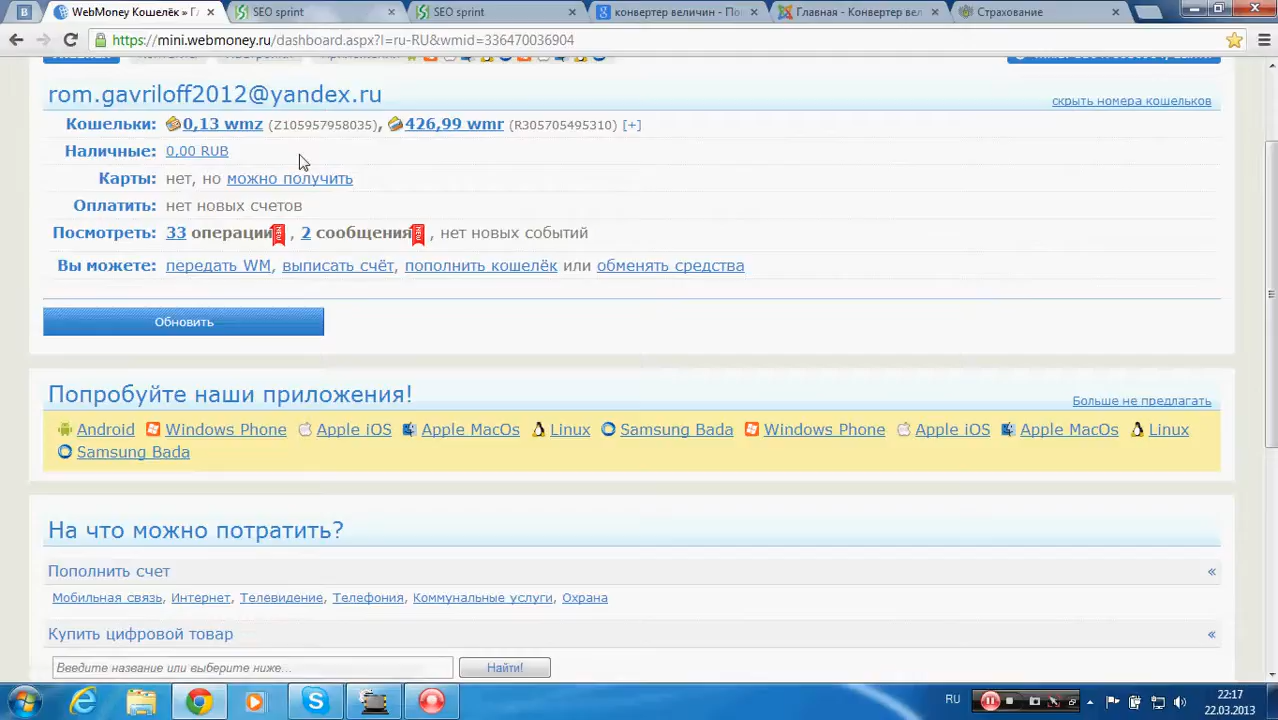 WebMoney Кошелёк » Г
SEO sprint
SEO sprint
конвертер величин - По
Главная - Конвертер ве
Страхование
https://mini.webmoney.ru/dashboard.aspx?l=ru-RU&wmid=336470036904
rom.gavriloff2012@yandex.ru
скрыть номера кошельков
Кошельки: 0,13 wmz (Z105957958035), 426,99 wmr (R305705495310) [+]
Наличные: 0,00 RUB
Карты: нет, но можно получить
Оплатить: нет новых счетов
Посмотреть: 33 операции , 2 сообщения , нет новых событий
Вы можете: передать WM, выписать счёт, пополнить кошелёк или обменять средства
Обновить
Попробуйте наши приложения!
Больше не предлагать
Android Windows Phone Apple iOS Apple MacOS Linux Samsung Bada Windows Phone Apple iOS Apple MacOS Linux
Samsung Bada
На что можно потратить?
Пополнить счет «
Мобильная связь, Интернет, Телевидение, Телефония, Коммунальные услуги, Охрана
Купить цифровой товар «
Введите название или выберите ниже...
Найти!
RU
22:17
22.03.2013